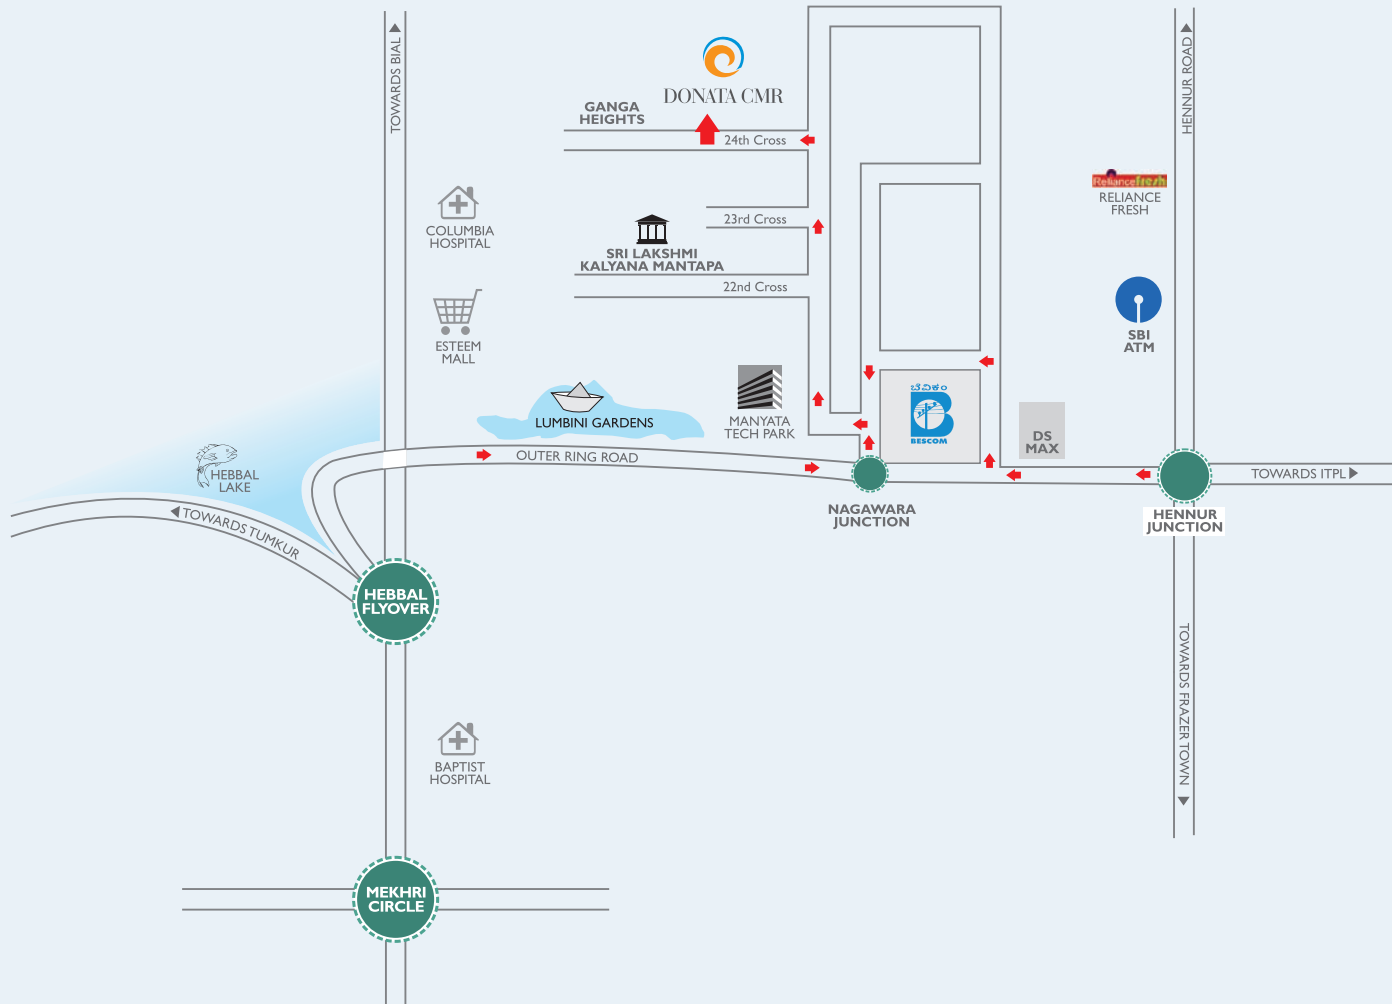 TOWARDS BIAL
DONATA CMR
GANGA
HEIGHTS
24th Cross
HENNUR ROAD
Reliancefresh
RELIANCE
FRESH
COLUMBIA
HOSPITAL
23rd Cross
SRI LAKSHMI
KALYANA MANTAPA
22nd Cross
SBI
ATM
ESTEEM
MALL
ಬೆವಿಕಂ
BESCOM
LUMBINI GARDENS
MANYATA
TECH PARK
DS
MAX
HEBBAL
LAKE
OUTER RING ROAD
TOWARDS ITPL
TOWARDS TUMKUR
NAGAWARA
JUNCTION
HENNUR
JUNCTION
HEBBAL
FLYOVER
TOWARDS FRAZER TOWN
BAPTIST
HOSPITAL
MEKHRI
CIRCLE